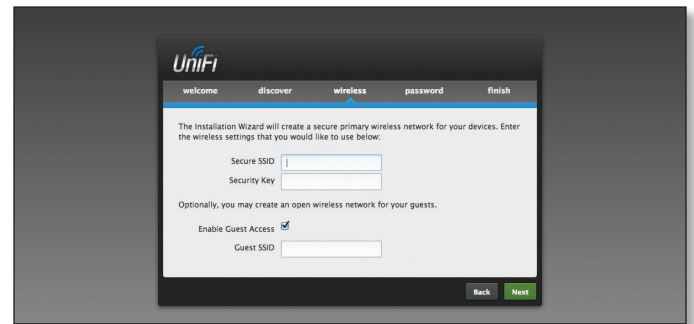 UniFi
welcome discover wireless password finish
The Installation Wizard will create a secure primary wireless network for your devices. Enter
the wireless settings that you would like to use below:
Secure SSID
Security Key
Optionally, you may create an open wireless network for your guests.
Enable Guest Access
Guest SSID
Back Next